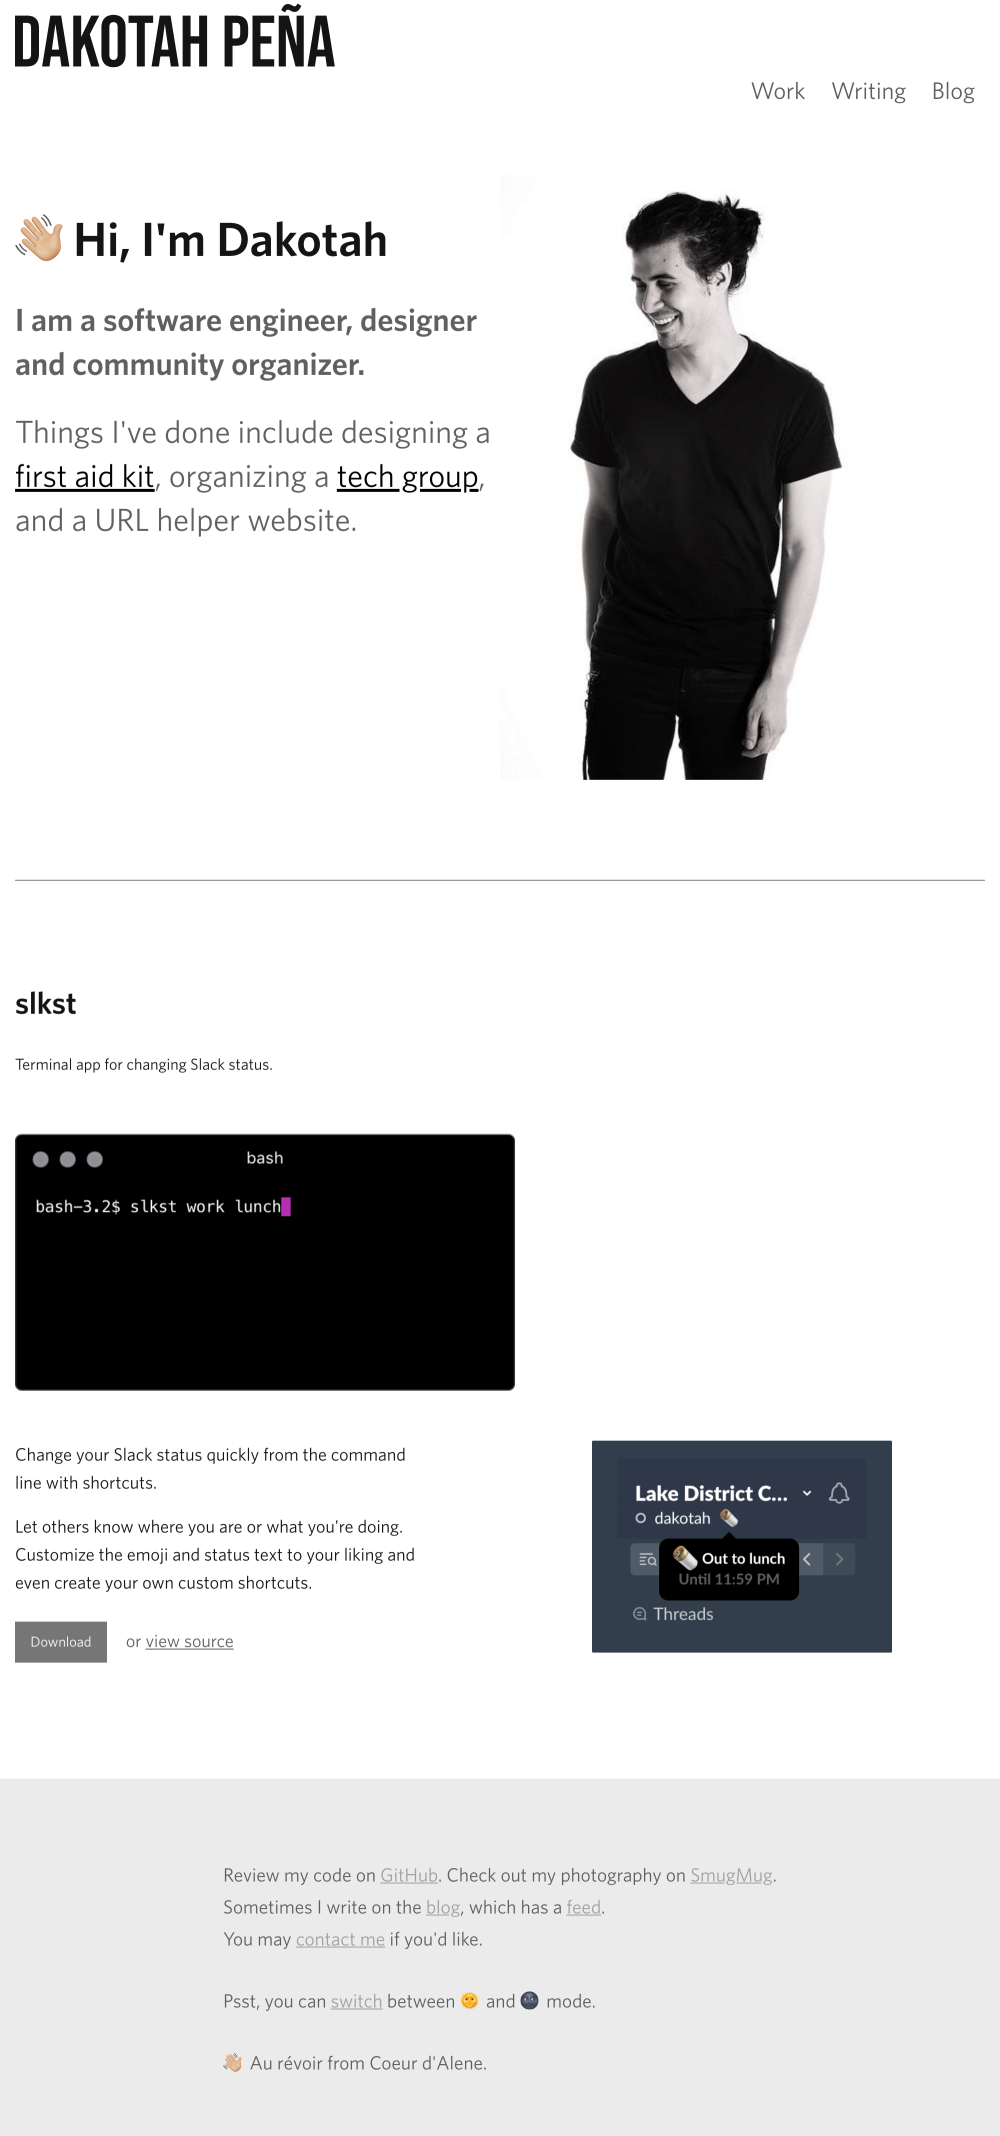 DAKOTAH PEÑA
Work Writing Blog
👋🏼 Hi, I'm Dakotah
I am a software engineer, designer
and community organizer.
Things I've done include designing a
first aid kit, organizing a tech group,
and a URL helper website.
slkst
Terminal app for changing Slack status.
bash
bash-3.2$ slkst work lunch
Change your Slack status quickly from the command
line with shortcuts.
Let others know where you are or what you're doing.
Customize the emoji and status text to your liking and
even create your own custom shortcuts.
Download or view source
Lake District C...
dakotah 🌯
🌯 Out to lunch
Until 11:59 PM
Threads
Review my code on GitHub. Check out my photography on SmugMug.
Sometimes I write on the blog, which has a feed.
You may contact me if you'd like.
Psst, you can switch between 🌞 and 🌚 mode.
👋🏼 Au révoir from Coeur d'Alene.